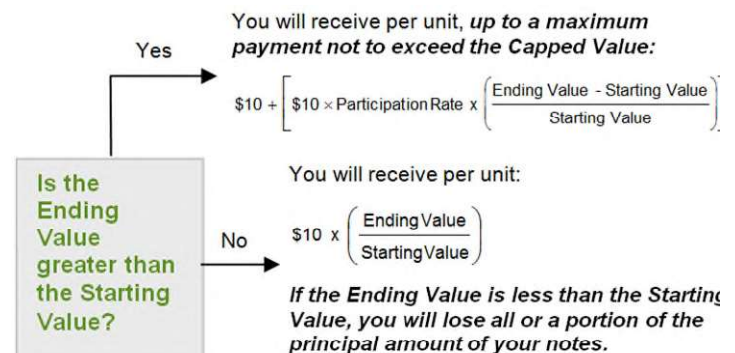 You will receive per unit, up to a maximum
Yes
payment not to exceed the Capped Value:
$10 + [ $10 × Participation Rate x ( Ending Value - Starting Value
Starting Value ) ]
Is the
Ending
Value
greater than
the Starting
Value?
You will receive per unit:
No
$10 x ( Ending Value
Starting Value )
If the Ending Value is less than the Starting
Value, you will lose all or a portion of the
principal amount of your notes.